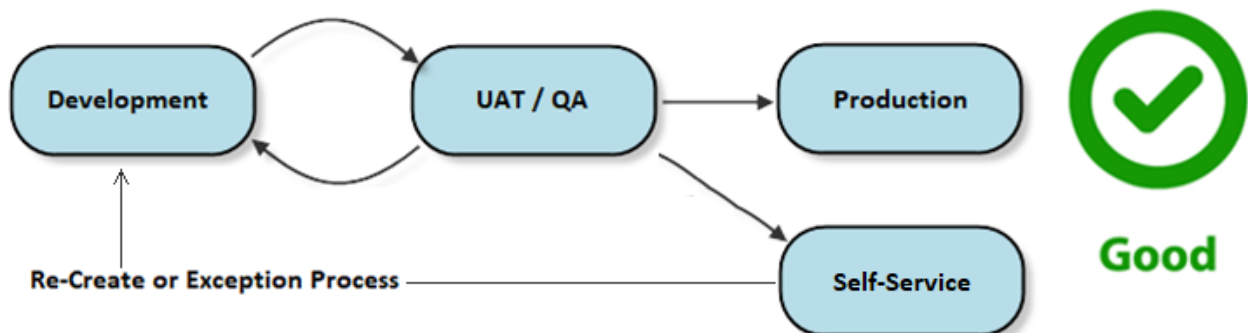 Development
UAT / QA
Production
Good
Re-Create or Exception Process
Self-Service